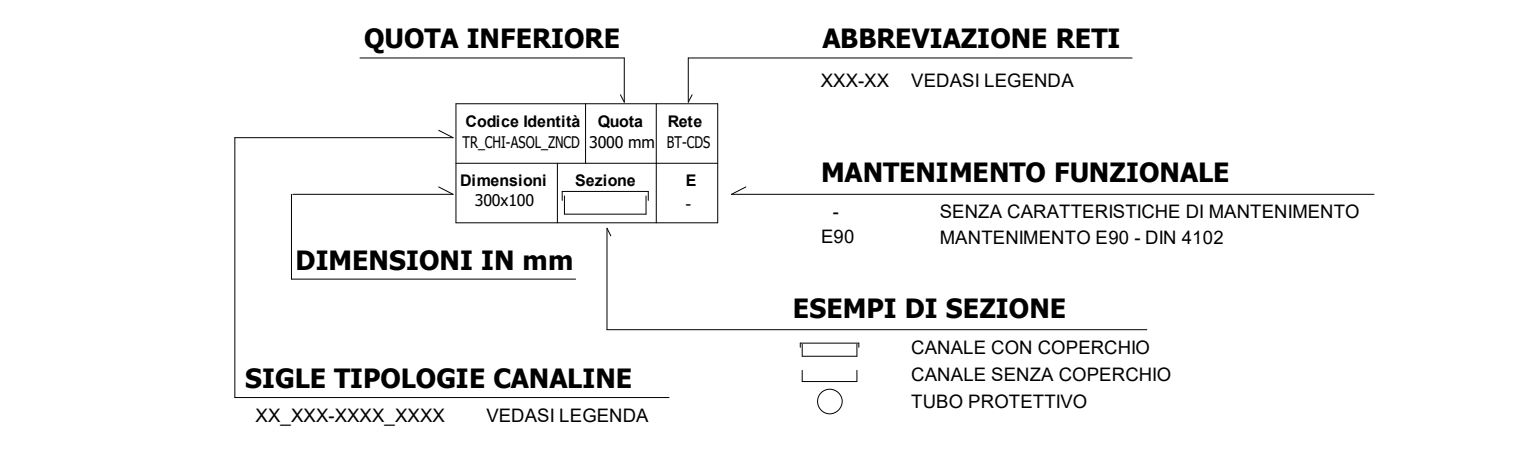 QUOTA INFERIORE
ABBREVIAZIONE RETI
XXX-XX VEDASI LEGENDA
Codice Identità Quota Rete
TR_CHI-ASOL_ZNCD 3000 mm BT-CDS
Dimensioni Sezione E
300x100 -
MANTENIMENTO FUNZIONALE
- SENZA CARATTERISTICHE DI MANTENIMENTO
E90 MANTENIMENTO E90 - DIN 4102
DIMENSIONI IN mm
ESEMPI DI SEZIONE
CANALE CON COPERCHIO
CANALE SENZA COPERCHIO
TUBO PROTETTIVO
SIGLE TIPOLOGIE CANALINE
XX_XXX-XXXX_XXXX VEDASI LEGENDA